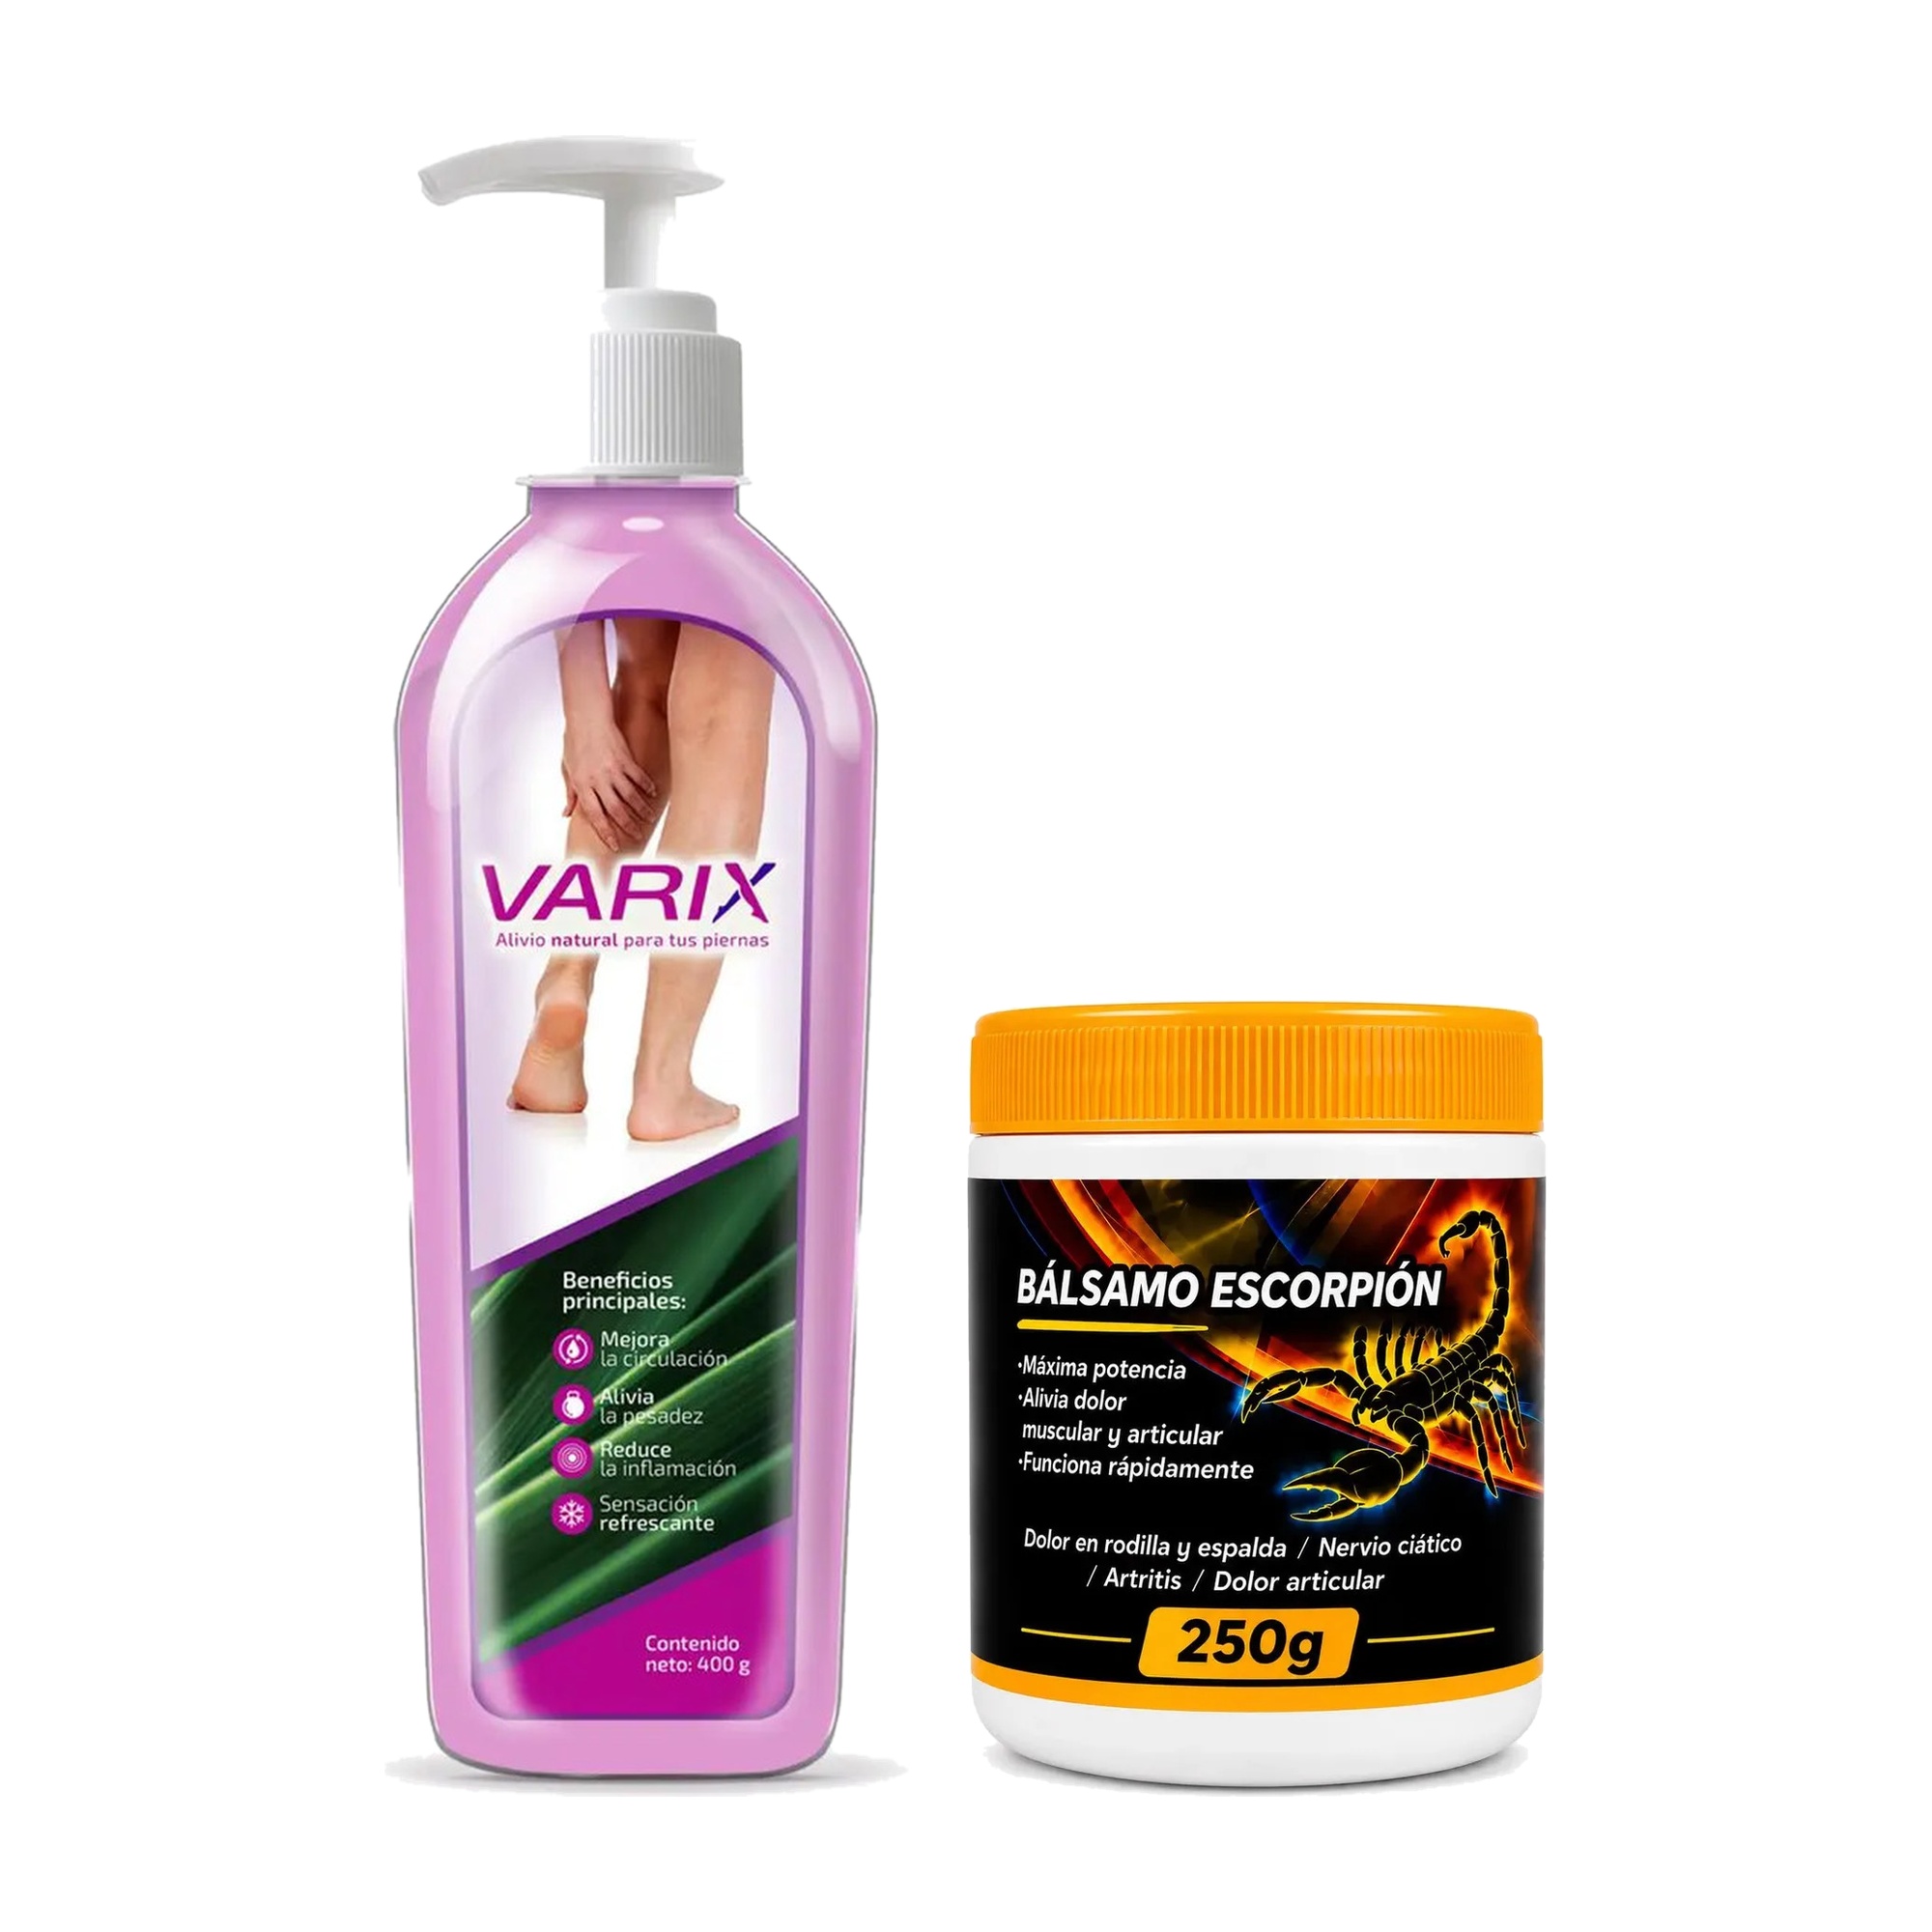 VARIX
Alivio natural para tus piernas
Beneficios
principales:
Mejora
la circulación
Alivia
la pesadez
Reduce
la inflamación
Sensación
refrescante
Contenido
neto: 400 g
BÁLSAMO ESCORPIÓN
•Máxima potencia
•Alivia dolor
muscular y articular
•Funciona rápidamente
Dolor en rodilla y espalda / Nervio ciático
/ Artritis / Dolor articular
250g